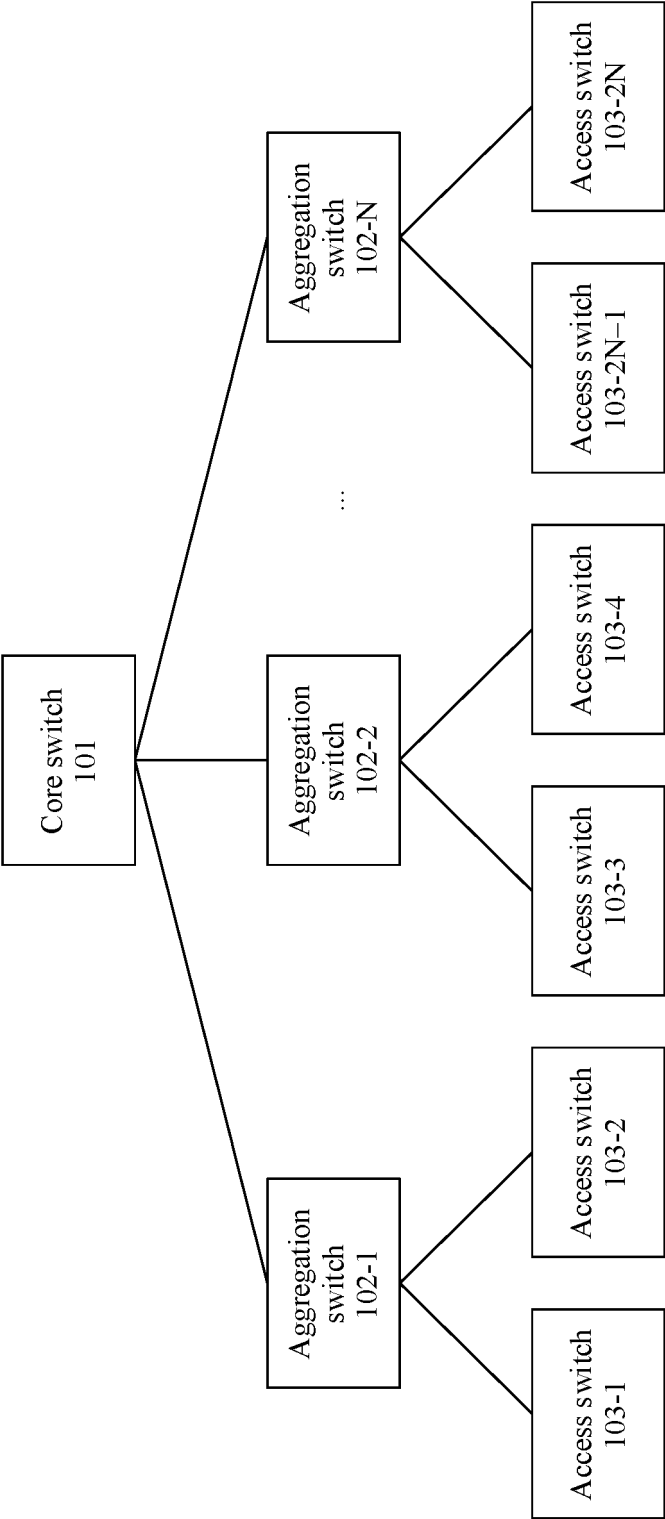 Core switch
101
Aggregation
switch
102-1
Aggregation
switch
102-2
...
Aggregation
switch
102-N
Access switch
103-1
Access switch
103-2
Access switch
103-3
Access switch
103-4
Access switch
103-2N–1
Access switch
103-2N